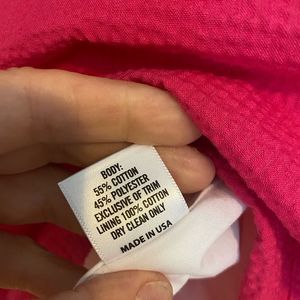 BODY:
55% COTTON
45% POLYESTER
EXCLUSIVE OF TRIM
LINING 100% COTTON
DRY CLEAN ONLY
MADE IN USA